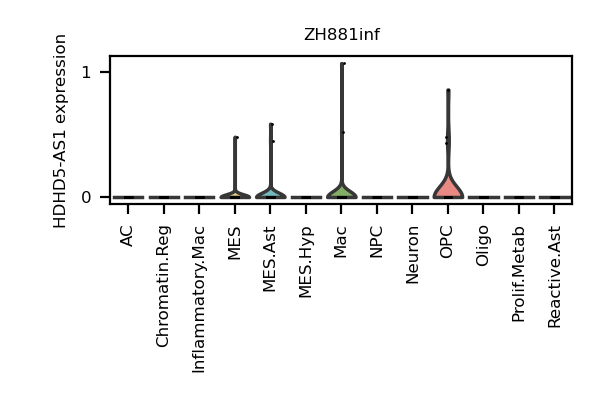 ZH881inf
HDHD5-AS1 expression
1
0
AC
Chromatin.Reg
Inflammatory.Mac
MES
MES.Ast
MES.Hyp
Mac
NPC
Neuron
OPC
Oligo
Prolif.Metab
Reactive.Ast